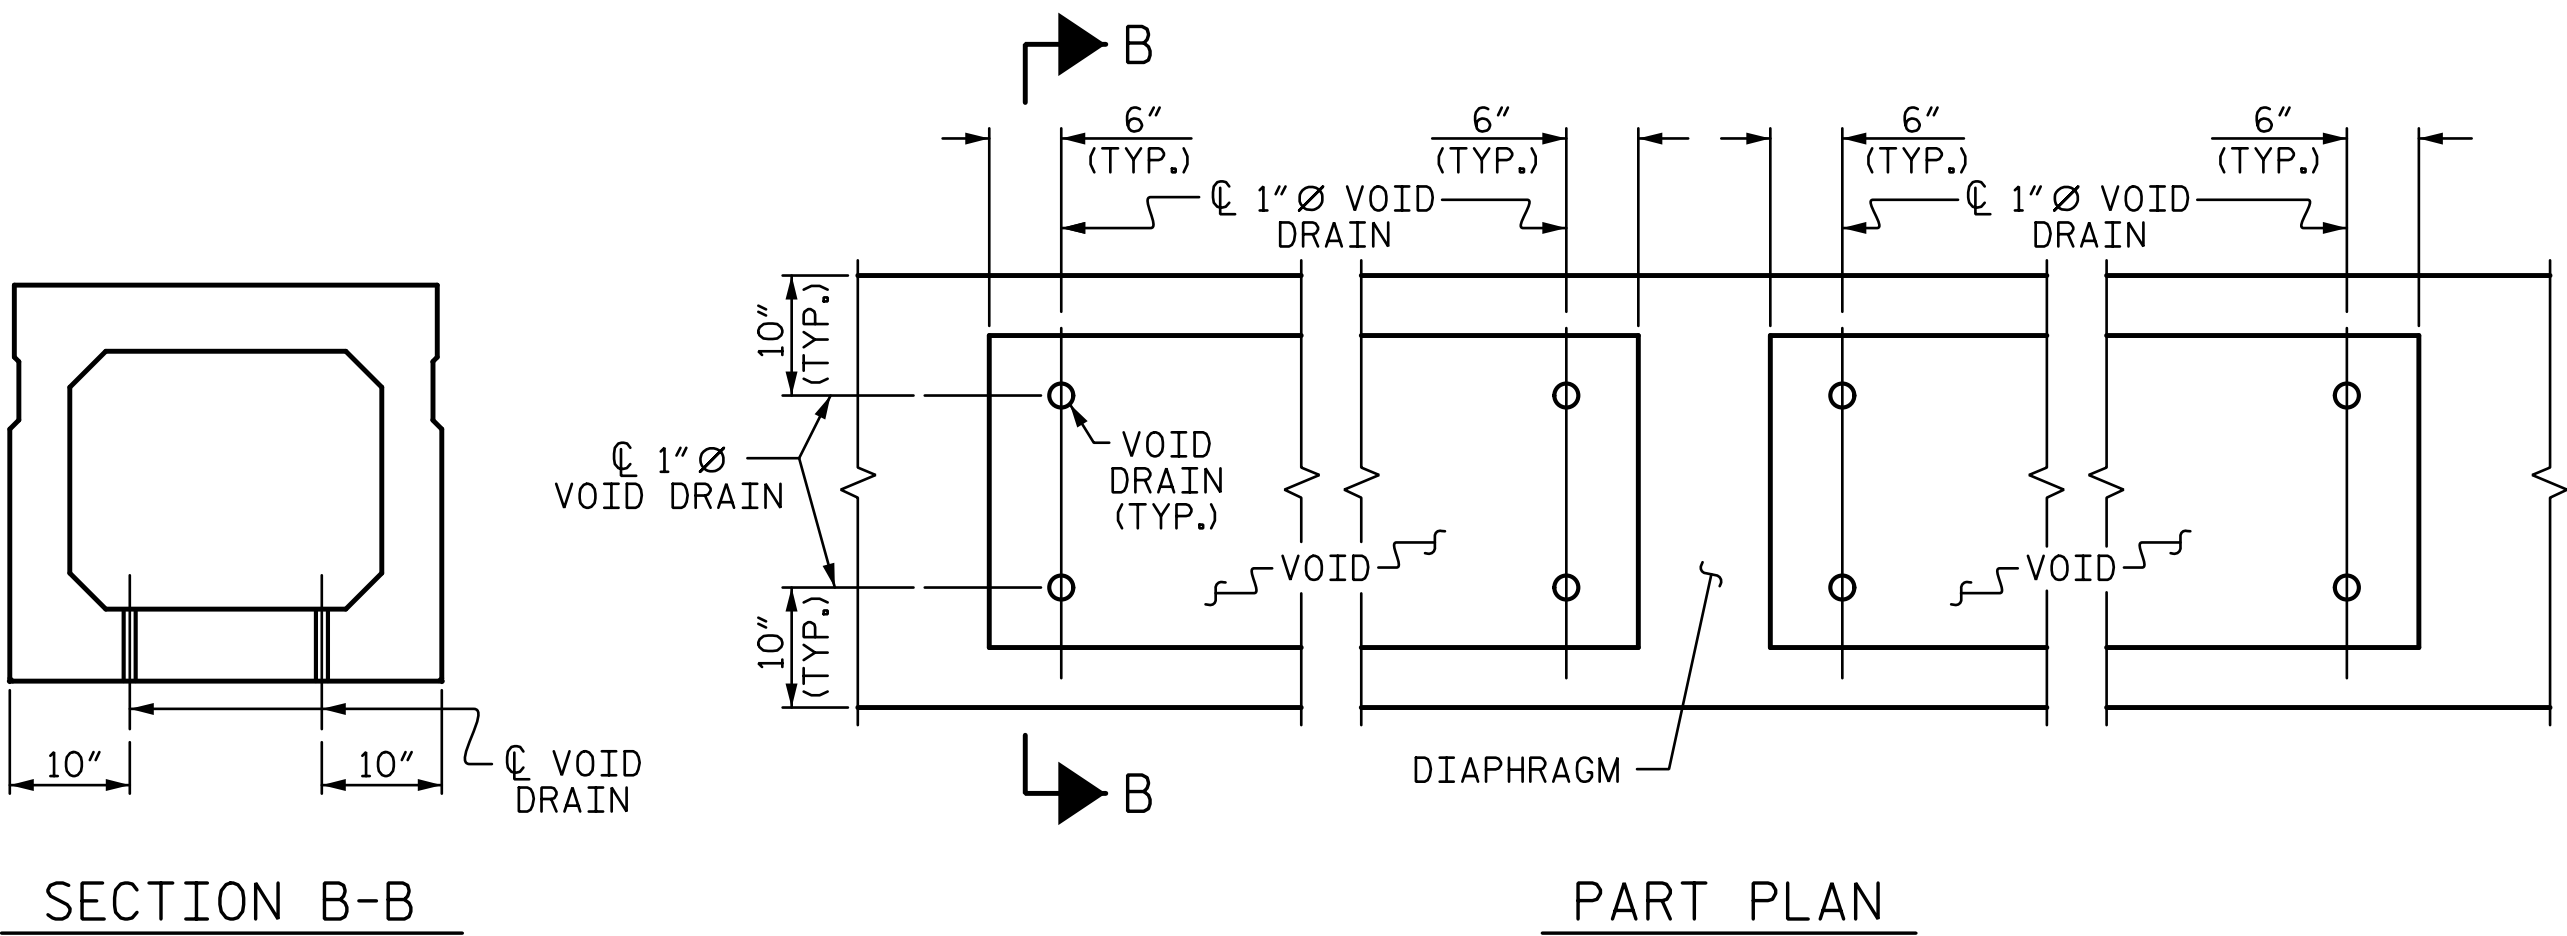 B
6"
(TYP.)
6"
(TYP.)
6"
(TYP.)
6"
(TYP.)
℄ 1"Ø VOID
DRAIN
℄ 1"Ø VOID
DRAIN
10"
(TYP.)
℄ 1"Ø
VOID DRAIN
VOID
DRAIN
(TYP.)
VOID
VOID
10"
(TYP.)
DIAPHRAGM
B
10"
10"
℄ VOID
DRAIN
SECTION B-B
PART PLAN